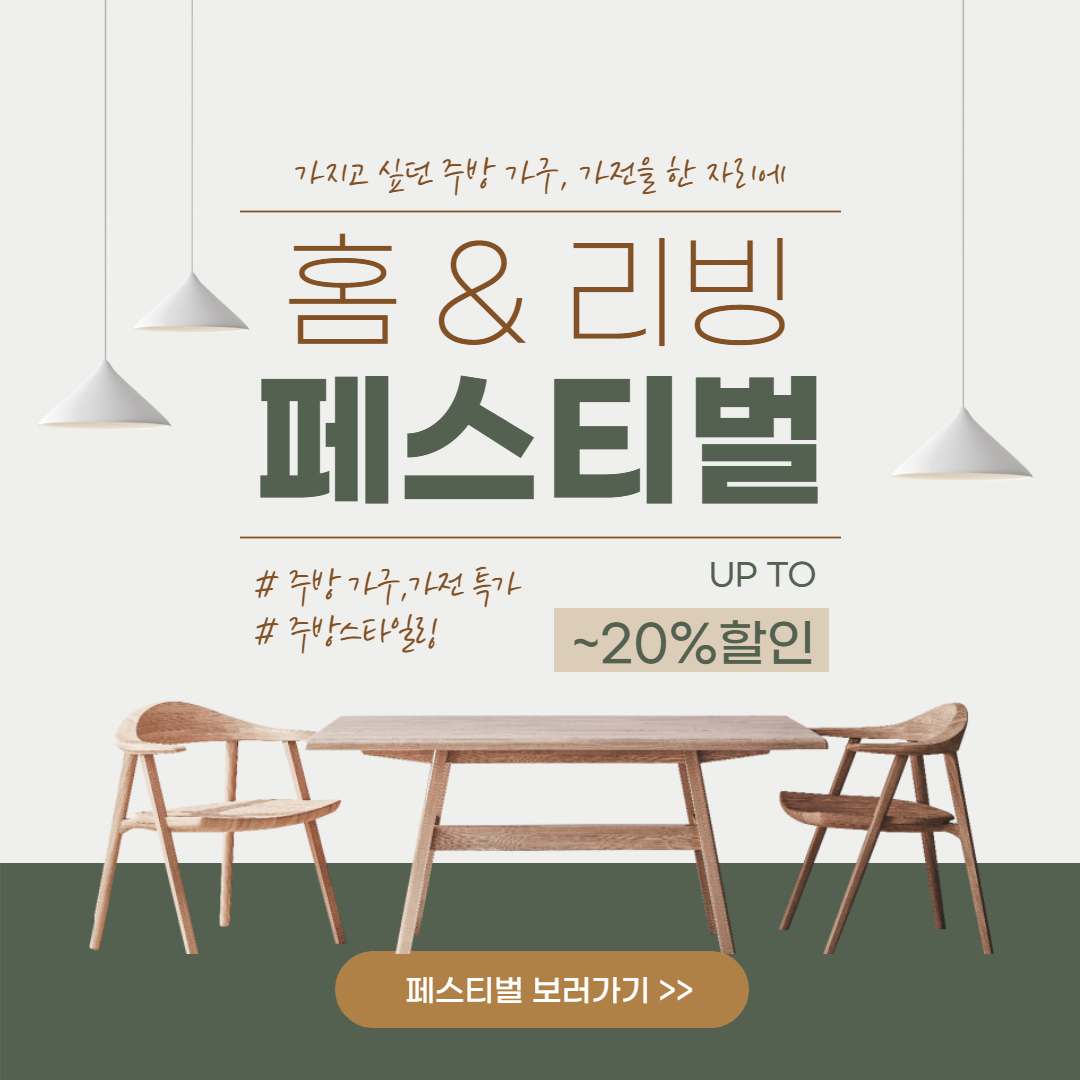 가지고 싶던 주방 가구, 가전을 한 자리에
홈 & 리빙
페스티벌
# 주방 가구,가전 특가
# 주방스타일링
UP TO
~20%할인
페스티벌 보러가기 >>